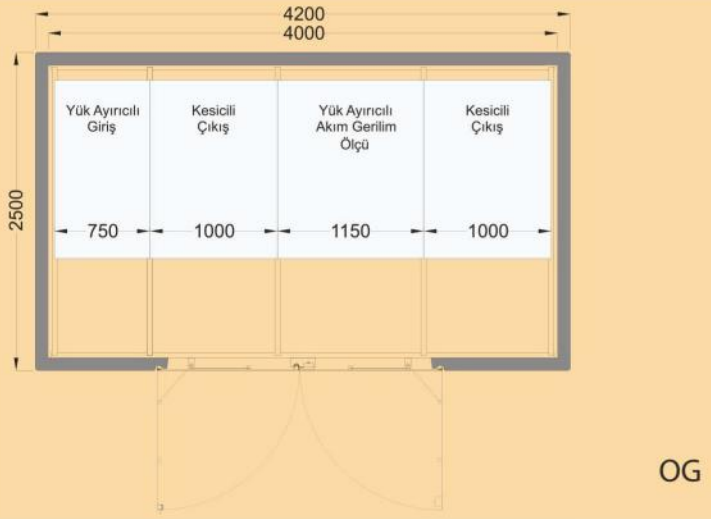 4200
4000
2500
Yük Ayırıcılı
Giriş
Kesicili
Çıkış
Yük Ayırıcılı
Akım Gerilim
Ölçü
Kesicili
Çıkış
750
1000
1150
1000
OG